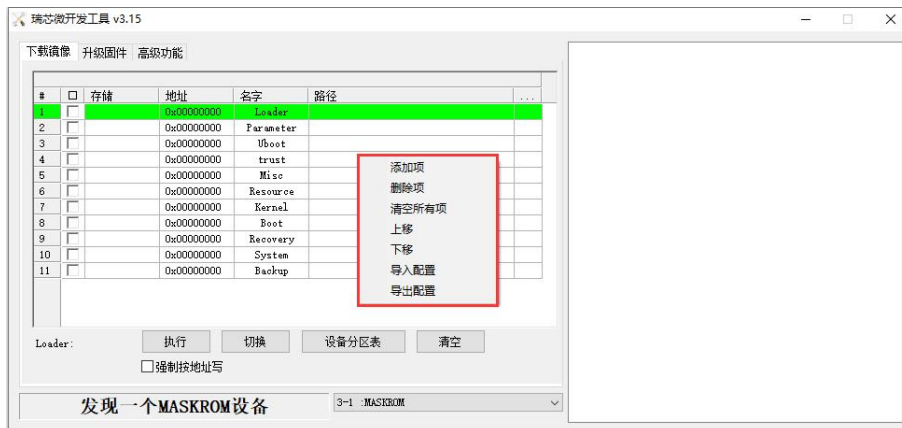 瑞芯微开发工具 v3.15
下载镜像 升级固件 高级功能
# 存储 地址 名字 路径 ...
1 0x00000000 Loader
2 0x00000000 Parameter
3 0x00000000 Uboot
4 0x00000000 trust
5 0x00000000 Misc
6 0x00000000 Resource
7 0x00000000 Kernel
8 0x00000000 Boot
9 0x00000000 Recovery
10 0x00000000 System
11 0x00000000 Backup
添加项
删除项
清空所有项
上移
下移
导入配置
导出配置
Loader: 执行 切换 设备分区表 清空
强制按地址写
发现一个MASKROM设备 3-1 :MASKROM